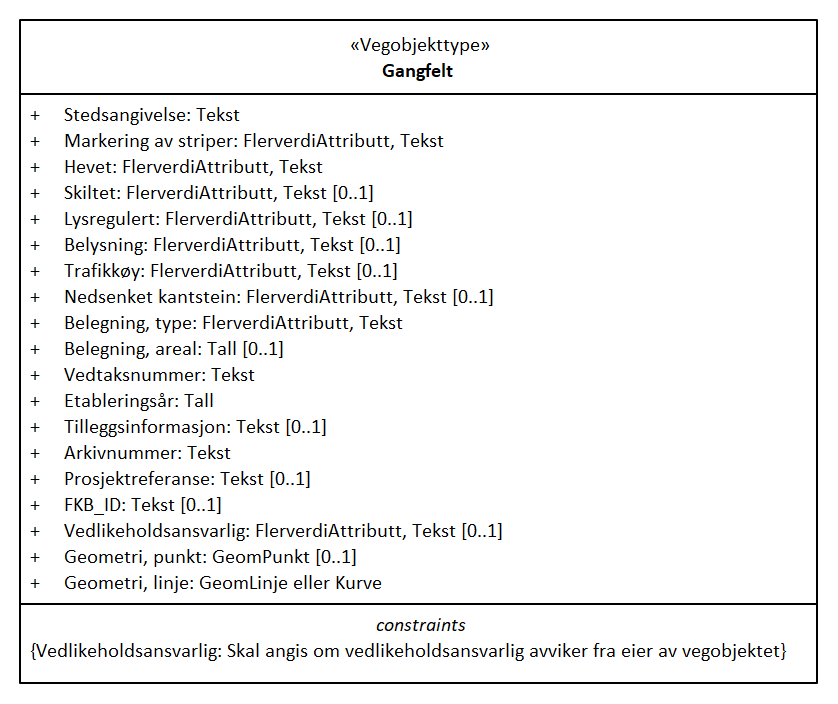 «Vegobjekttype»
Gangfelt
+ Stedsangivelse: Tekst
+ Markering av striper: FlerverdiAttributt, Tekst
+ Hevet: FlerverdiAttributt, Tekst
+ Skiltet: FlerverdiAttributt, Tekst [0..1]
+ Lysregulert: FlerverdiAttributt, Tekst [0..1]
+ Belysning: FlerverdiAttributt, Tekst [0..1]
+ Trafikkøy: FlerverdiAttributt, Tekst [0..1]
+ Nedsenket kantstein: FlerverdiAttributt, Tekst [0..1]
+ Belegning, type: FlerverdiAttributt, Tekst
+ Belegning, areal: Tall [0..1]
+ Vedtaksnummer: Tekst
+ Etableringsår: Tall
+ Tilleggsinformasjon: Tekst [0..1]
+ Arkivnummer: Tekst
+ Prosjektreferanse: Tekst [0..1]
+ FKB_ID: Tekst [0..1]
+ Vedlikeholdsansvarlig: FlerverdiAttributt, Tekst [0..1]
+ Geometri, punkt: GeomPunkt [0..1]
+ Geometri, linje: GeomLinje eller Kurve
constraints
{Vedlikeholdsansvarlig: Skal angis om vedlikeholdsansvarlig avviker fra eier av vegobjektet}